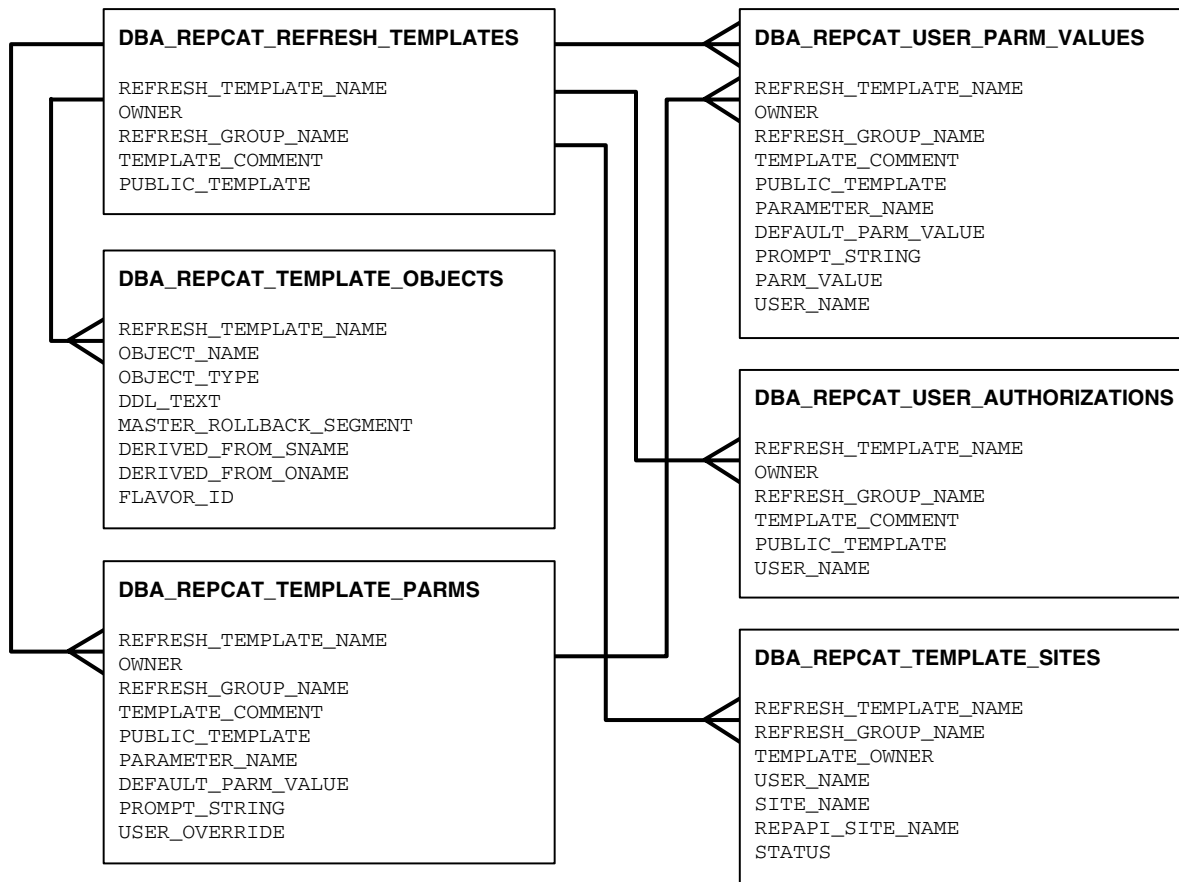 DBA_REPCAT_REFRESH_TEMPLATES
REFRESH_TEMPLATE_NAME
OWNER
REFRESH_GROUP_NAME
TEMPLATE_COMMENT
PUBLIC_TEMPLATE
DBA_REPCAT_TEMPLATE_OBJECTS
REFRESH_TEMPLATE_NAME
OBJECT_NAME
OBJECT_TYPE
DDL_TEXT
MASTER_ROLLBACK_SEGMENT
DERIVED_FROM_SNAME
DERIVED_FROM_ONAME
FLAVOR_ID
DBA_REPCAT_TEMPLATE_PARMS
REFRESH_TEMPLATE_NAME
OWNER
REFRESH_GROUP_NAME
TEMPLATE_COMMENT
PUBLIC_TEMPLATE
PARAMETER_NAME
DEFAULT_PARM_VALUE
PROMPT_STRING
USER_OVERRIDE
DBA_REPCAT_USER_PARM_VALUES
REFRESH_TEMPLATE_NAME
OWNER
REFRESH_GROUP_NAME
TEMPLATE_COMMENT
PUBLIC_TEMPLATE
PARAMETER_NAME
DEFAULT_PARM_VALUE
PROMPT_STRING
PARM_VALUE
USER_NAME
DBA_REPCAT_USER_AUTHORIZATIONS
REFRESH_TEMPLATE_NAME
OWNER
REFRESH_GROUP_NAME
TEMPLATE_COMMENT
PUBLIC_TEMPLATE
USER_NAME
DBA_REPCAT_TEMPLATE_SITES
REFRESH_TEMPLATE_NAME
REFRESH_GROUP_NAME
TEMPLATE_OWNER
USER_NAME
SITE_NAME
REPAPI_SITE_NAME
STATUS